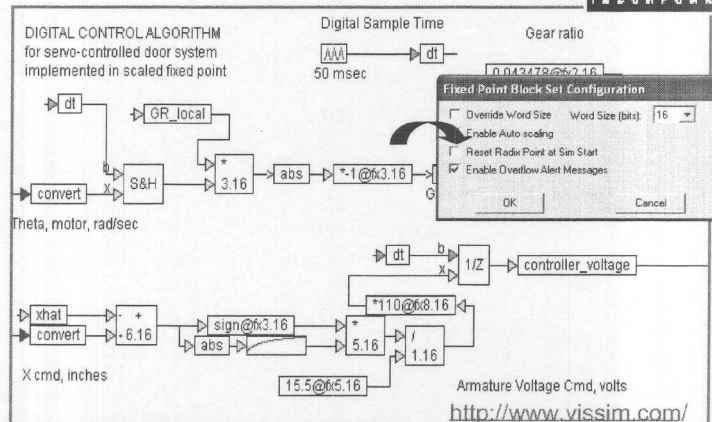 DIGITAL CONTROL ALGORITHM
for servo-controlled door system
implemented in scaled fixed point
Digital Sample Time
dt
50 msec
Gear ratio
0.043478@fx2.16
Fixed Point Block Set Configuration
Override Word Size Word Size (bits): 16
Enable Auto scaling
Reset Radix Point at Sim Start
Enable Overflow Alert Messages
OK Cancel
dt
GR_local
b
x
S&H
convert
*
3.16
abs
*-1@fx3.16
G
Theta, motor, rad/sec
dt
b
x
1/Z
controller_voltage
*110@fx8.16
xhat
convert
- +
+ 6.16
sign@fx3.16
abs
*
5.16
/
1.16
15.5@fx5.16
X cmd, inches
Armature Voltage Cmd, volts
http://www.vissim.com/